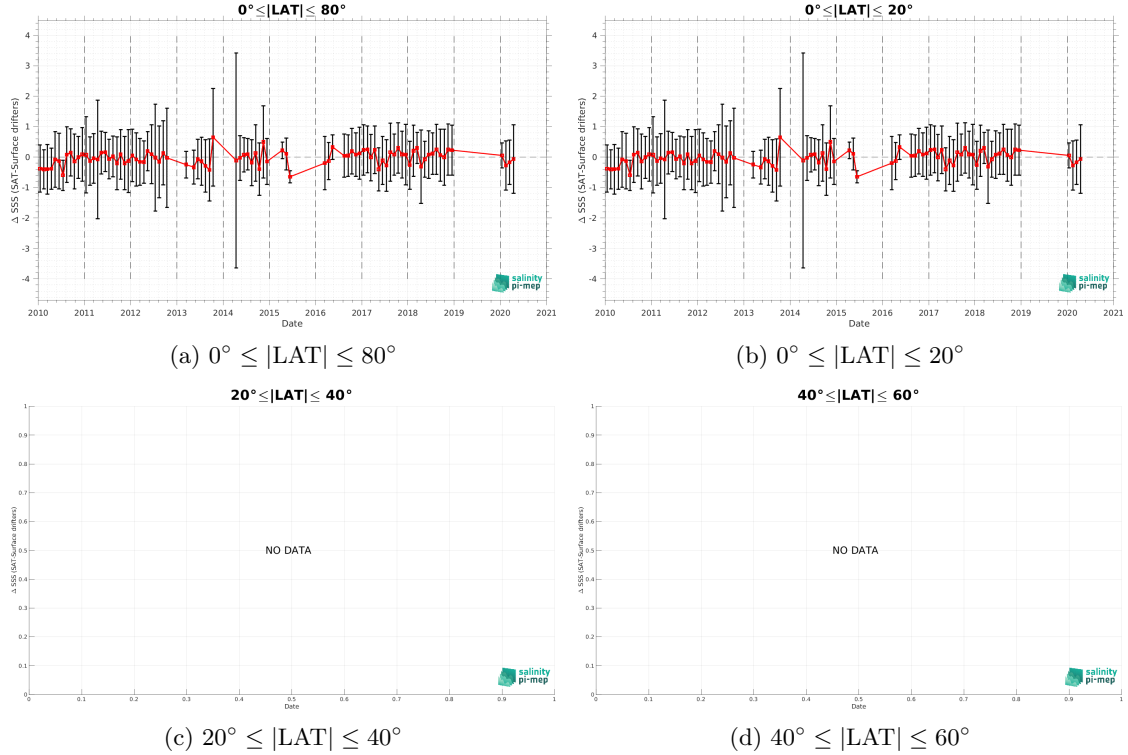 0°≤|LAT|≤ 80°
Δ SSS (SAT-Surface drifters)
4
3
2
1
0
-1
-2
-3
-4
salinity
pi-mep
2010 2011 2012 2013 2014 2015 2016 2017 2018 2019 2020 2021
Date
(a) 0° ≤ |LAT| ≤ 80°
0°≤|LAT|≤ 20°
Δ SSS (SAT-Surface drifters)
4
3
2
1
0
-1
-2
-3
-4
salinity
pi-mep
2010 2011 2012 2013 2014 2015 2016 2017 2018 2019 2020 2021
Date
(b) 0° ≤ |LAT| ≤ 20°
20°≤|LAT|≤ 40°
Δ SSS (SAT-Surface drifters)
1
0.9
0.8
0.7
0.6
0.5
0.4
0.3
0.2
0.1
0
NO DATA
salinity
pi-mep
0 0.1 0.2 0.3 0.4 0.5 0.6 0.7 0.8 0.9 1
Date
(c) 20° ≤ |LAT| ≤ 40°
40°≤|LAT|≤ 60°
Δ SSS (SAT-Surface drifters)
1
0.9
0.8
0.7
0.6
0.5
0.4
0.3
0.2
0.1
0
NO DATA
salinity
pi-mep
0 0.1 0.2 0.3 0.4 0.5 0.6 0.7 0.8 0.9 1
Date
(d) 40° ≤ |LAT| ≤ 60°